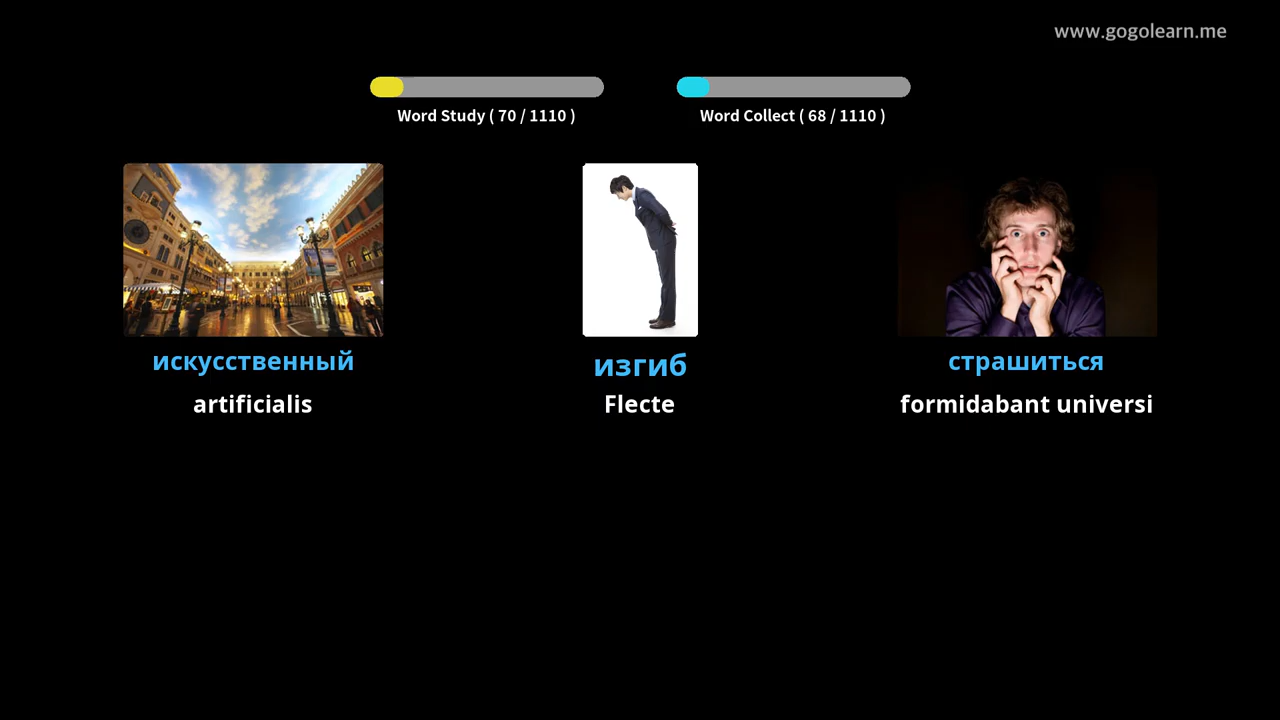 www.gogolearn.me
Word Study ( 70 / 1110 )
Word Collect ( 68 / 1110 )
искусственный
изгиб
страшиться
artificialis
Flecte
formidabant universi